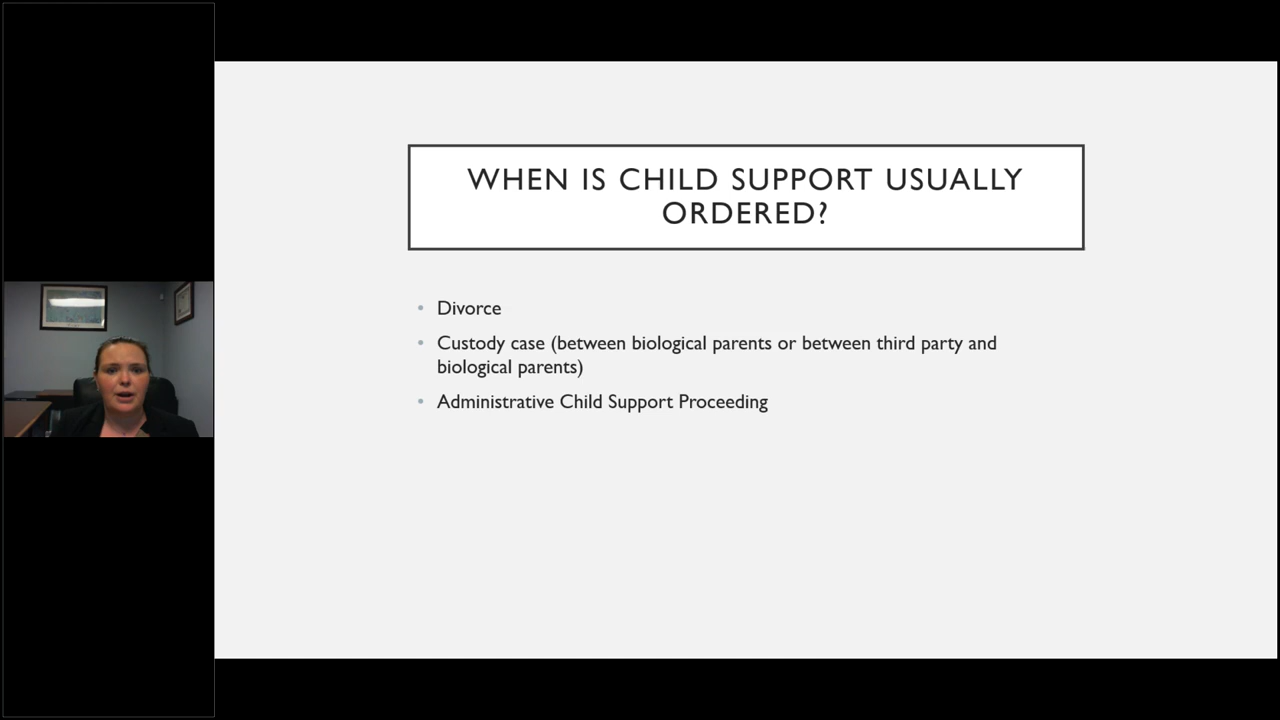 WHEN IS CHILD SUPPORT USUALLY
ORDERED?
• Divorce
• Custody case (between biological parents or between third party and
biological parents)
• Administrative Child Support Proceeding